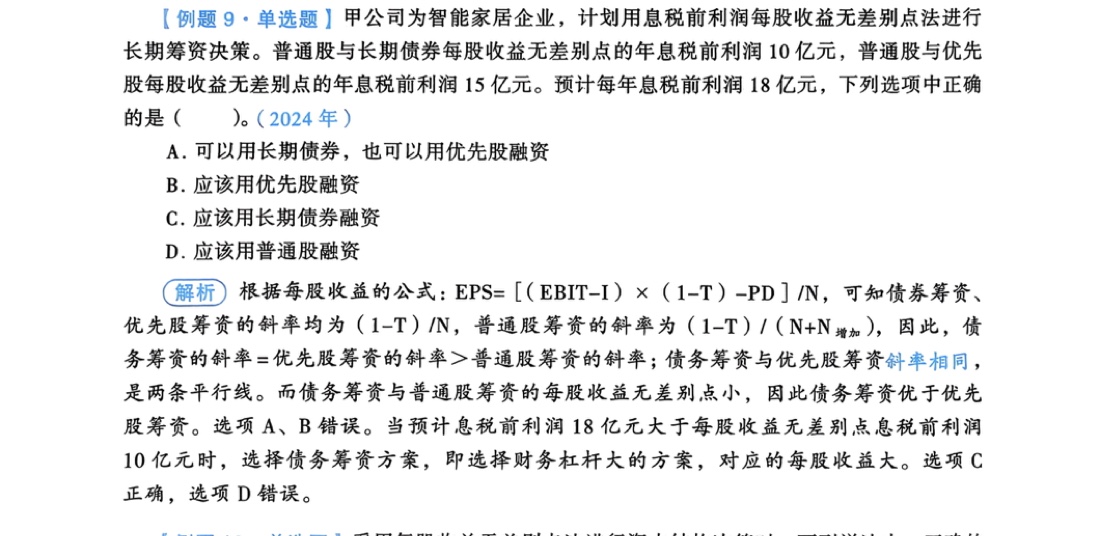 【例题9·单选题】甲公司为智能家居企业，计划用息税前利润每股收益无差别点法进行
长期筹资决策。普通股与长期债券每股收益无差别点的年息税前利润10亿元，普通股与优先
股每股收益无差别点的年息税前利润15亿元。预计每年息税前利润18亿元，下列选项中正确
的是（　　）。（2024年）
A. 可以用长期债券，也可以用优先股融资
B. 应该用优先股融资
C. 应该用长期债券融资
D. 应该用普通股融资
解析 根据每股收益的公式：EPS=［（EBIT-I）×（1-T）-PD］/N，可知债券筹资、
优先股筹资的斜率均为（1-T）/N，普通股筹资的斜率为（1-T）/（N+N增加），因此，债
务筹资的斜率=优先股筹资的斜率＞普通股筹资的斜率；债务筹资与优先股筹资斜率相同，
是两条平行线。而债务筹资与普通股筹资的每股收益无差别点小，因此债务筹资优于优先
股筹资。选项A、B错误。当预计息税前利润18亿元大于每股收益无差别点息税前利润
10亿元时，选择债务筹资方案，即选择财务杠杆大的方案，对应的每股收益大。选项C
正确，选项D错误。